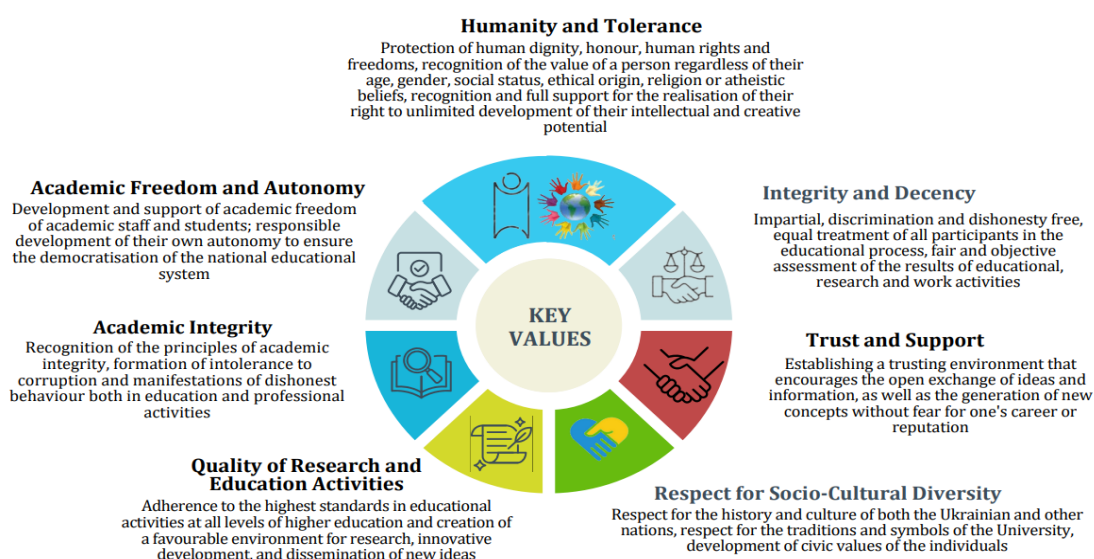 Humanity and Tolerance
Protection of human dignity, honour, human rights and
freedoms, recognition of the value of a person regardless of their
age, gender, social status, ethical origin, religion or atheistic
beliefs, recognition and full support for the realisation of their
right to unlimited development of their intellectual and creative
potential
Academic Freedom and Autonomy
Development and support of academic freedom
of academic staff and students; responsible
development of their own autonomy to ensure
the democratisation of the national educational
system
Integrity and Decency
Impartial, discrimination and dishonesty free,
equal treatment of all participants in the
educational process, fair and objective
assessment of the results of educational,
research and work activities
KEY
VALUES
Academic Integrity
Recognition of the principles of academic
integrity, formation of intolerance to
corruption and manifestations of dishonest
behaviour both in education and professional
activities
Trust and Support
Establishing a trusting environment that
encourages the open exchange of ideas and
information, as well as the generation of new
concepts without fear for one's career or
reputation
Quality of Research and
Education Activities
Adherence to the highest standards in educational
activities at all levels of higher education and creation of
a favourable environment for research, innovative
development, and dissemination of new ideas
Respect for Socio-Cultural Diversity
Respect for the history and culture of both the Ukrainian and other
nations, respect for the traditions and symbols of the University,
development of civic values of the individuals